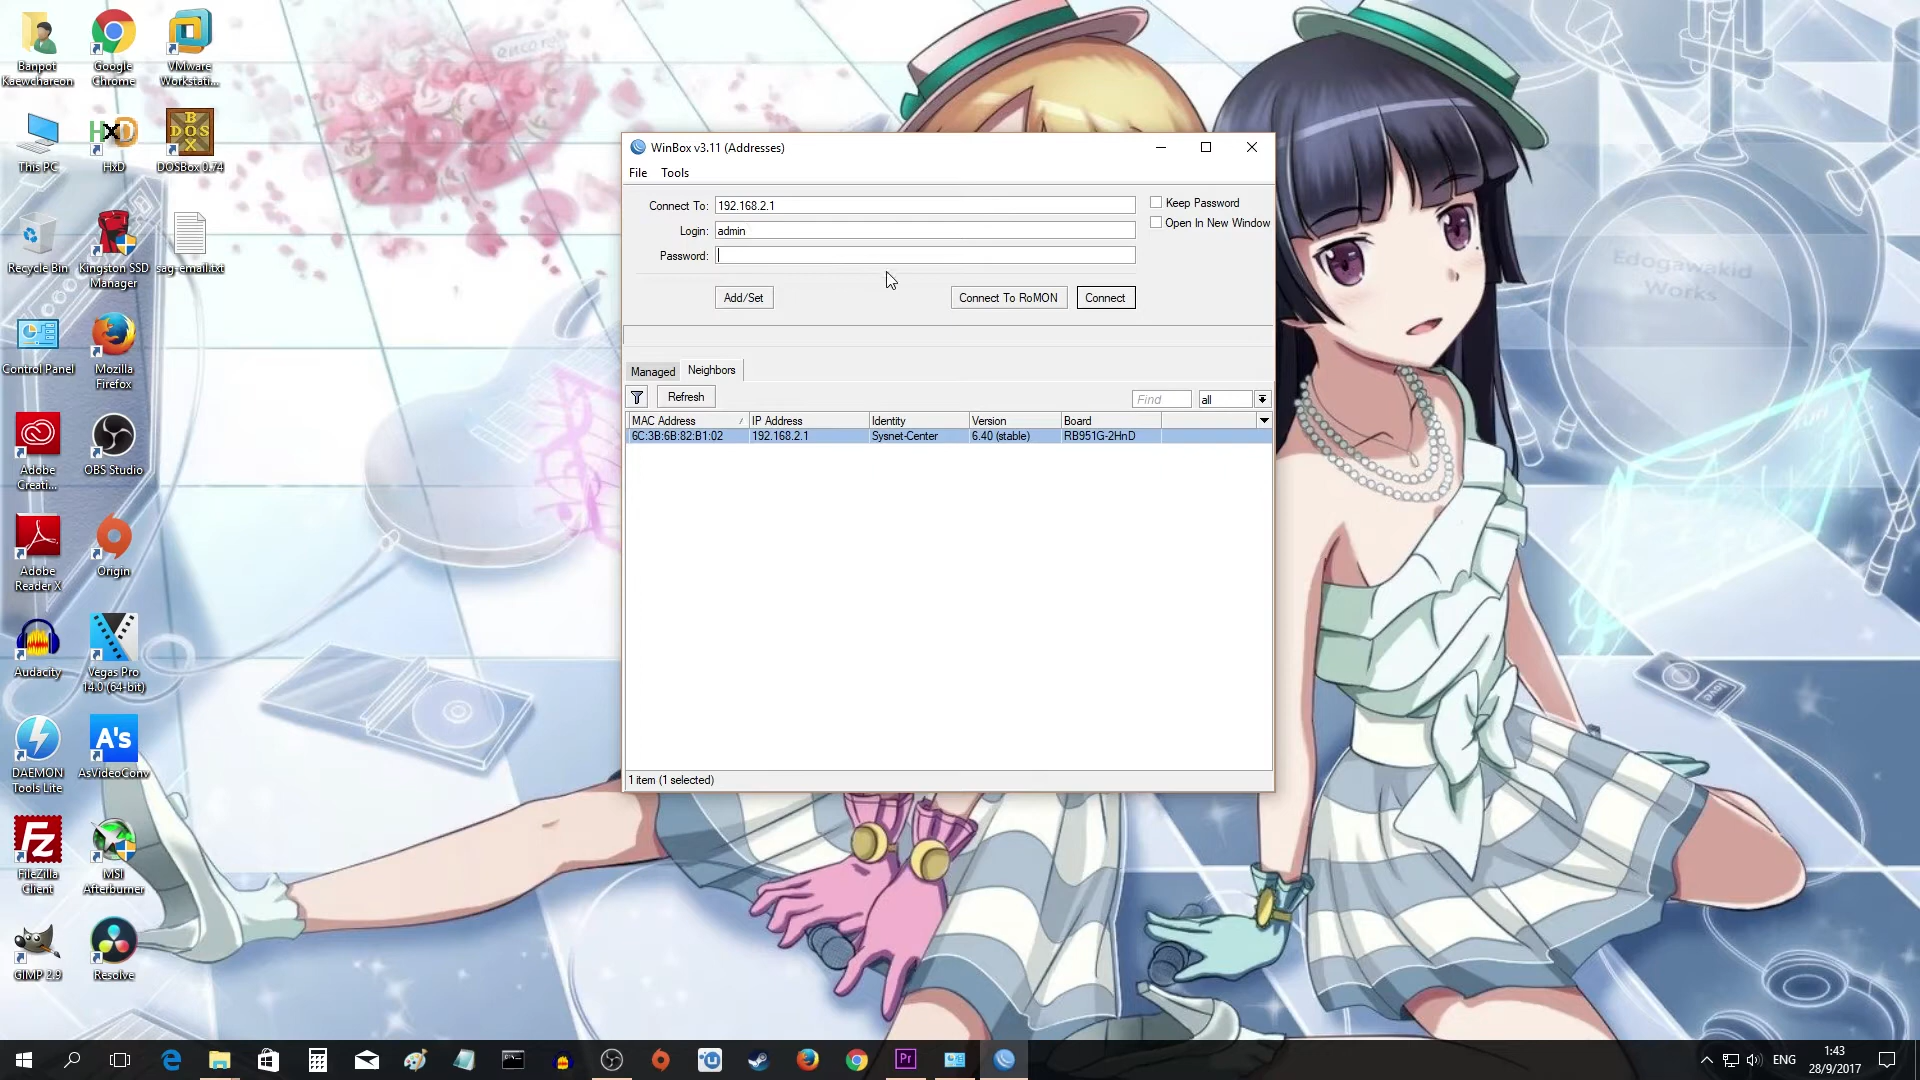 Banpot
Kaewchareon
Google
Chrome
VMware
Workstati...
This PC
HxD
DOSBox 0.74
Recycle Bin
Kingston SSD
Manager
sag-email.txt
Control Panel
Mozilla
Firefox
Adobe
Creati...
OBS Studio
Adobe
Reader X
Origin
Audacity
Vegas Pro
14.0 (64-bit)
DAEMON
Tools Lite
A's
AsVideoConv
FileZilla
Client
MSI
Afterburner
GIMP 2.9
Resolve
encore
Edogawakid
Works
WinBox v3.11 (Addresses)
File Tools
Connect To: 192.168.2.1
Keep Password
Login: admin
Open In New Window
Password:
Add/Set Connect To RoMON Connect
Managed Neighbors
Refresh Find all
MAC Address IP Address Identity Version Board
6C:3B:6B:82:B1:02 192.168.2.1 Sysnet-Center 6.40 (stable) RB951G-2HnD
1 item (1 selected)
Pr
ENG
1:43
28/9/2017